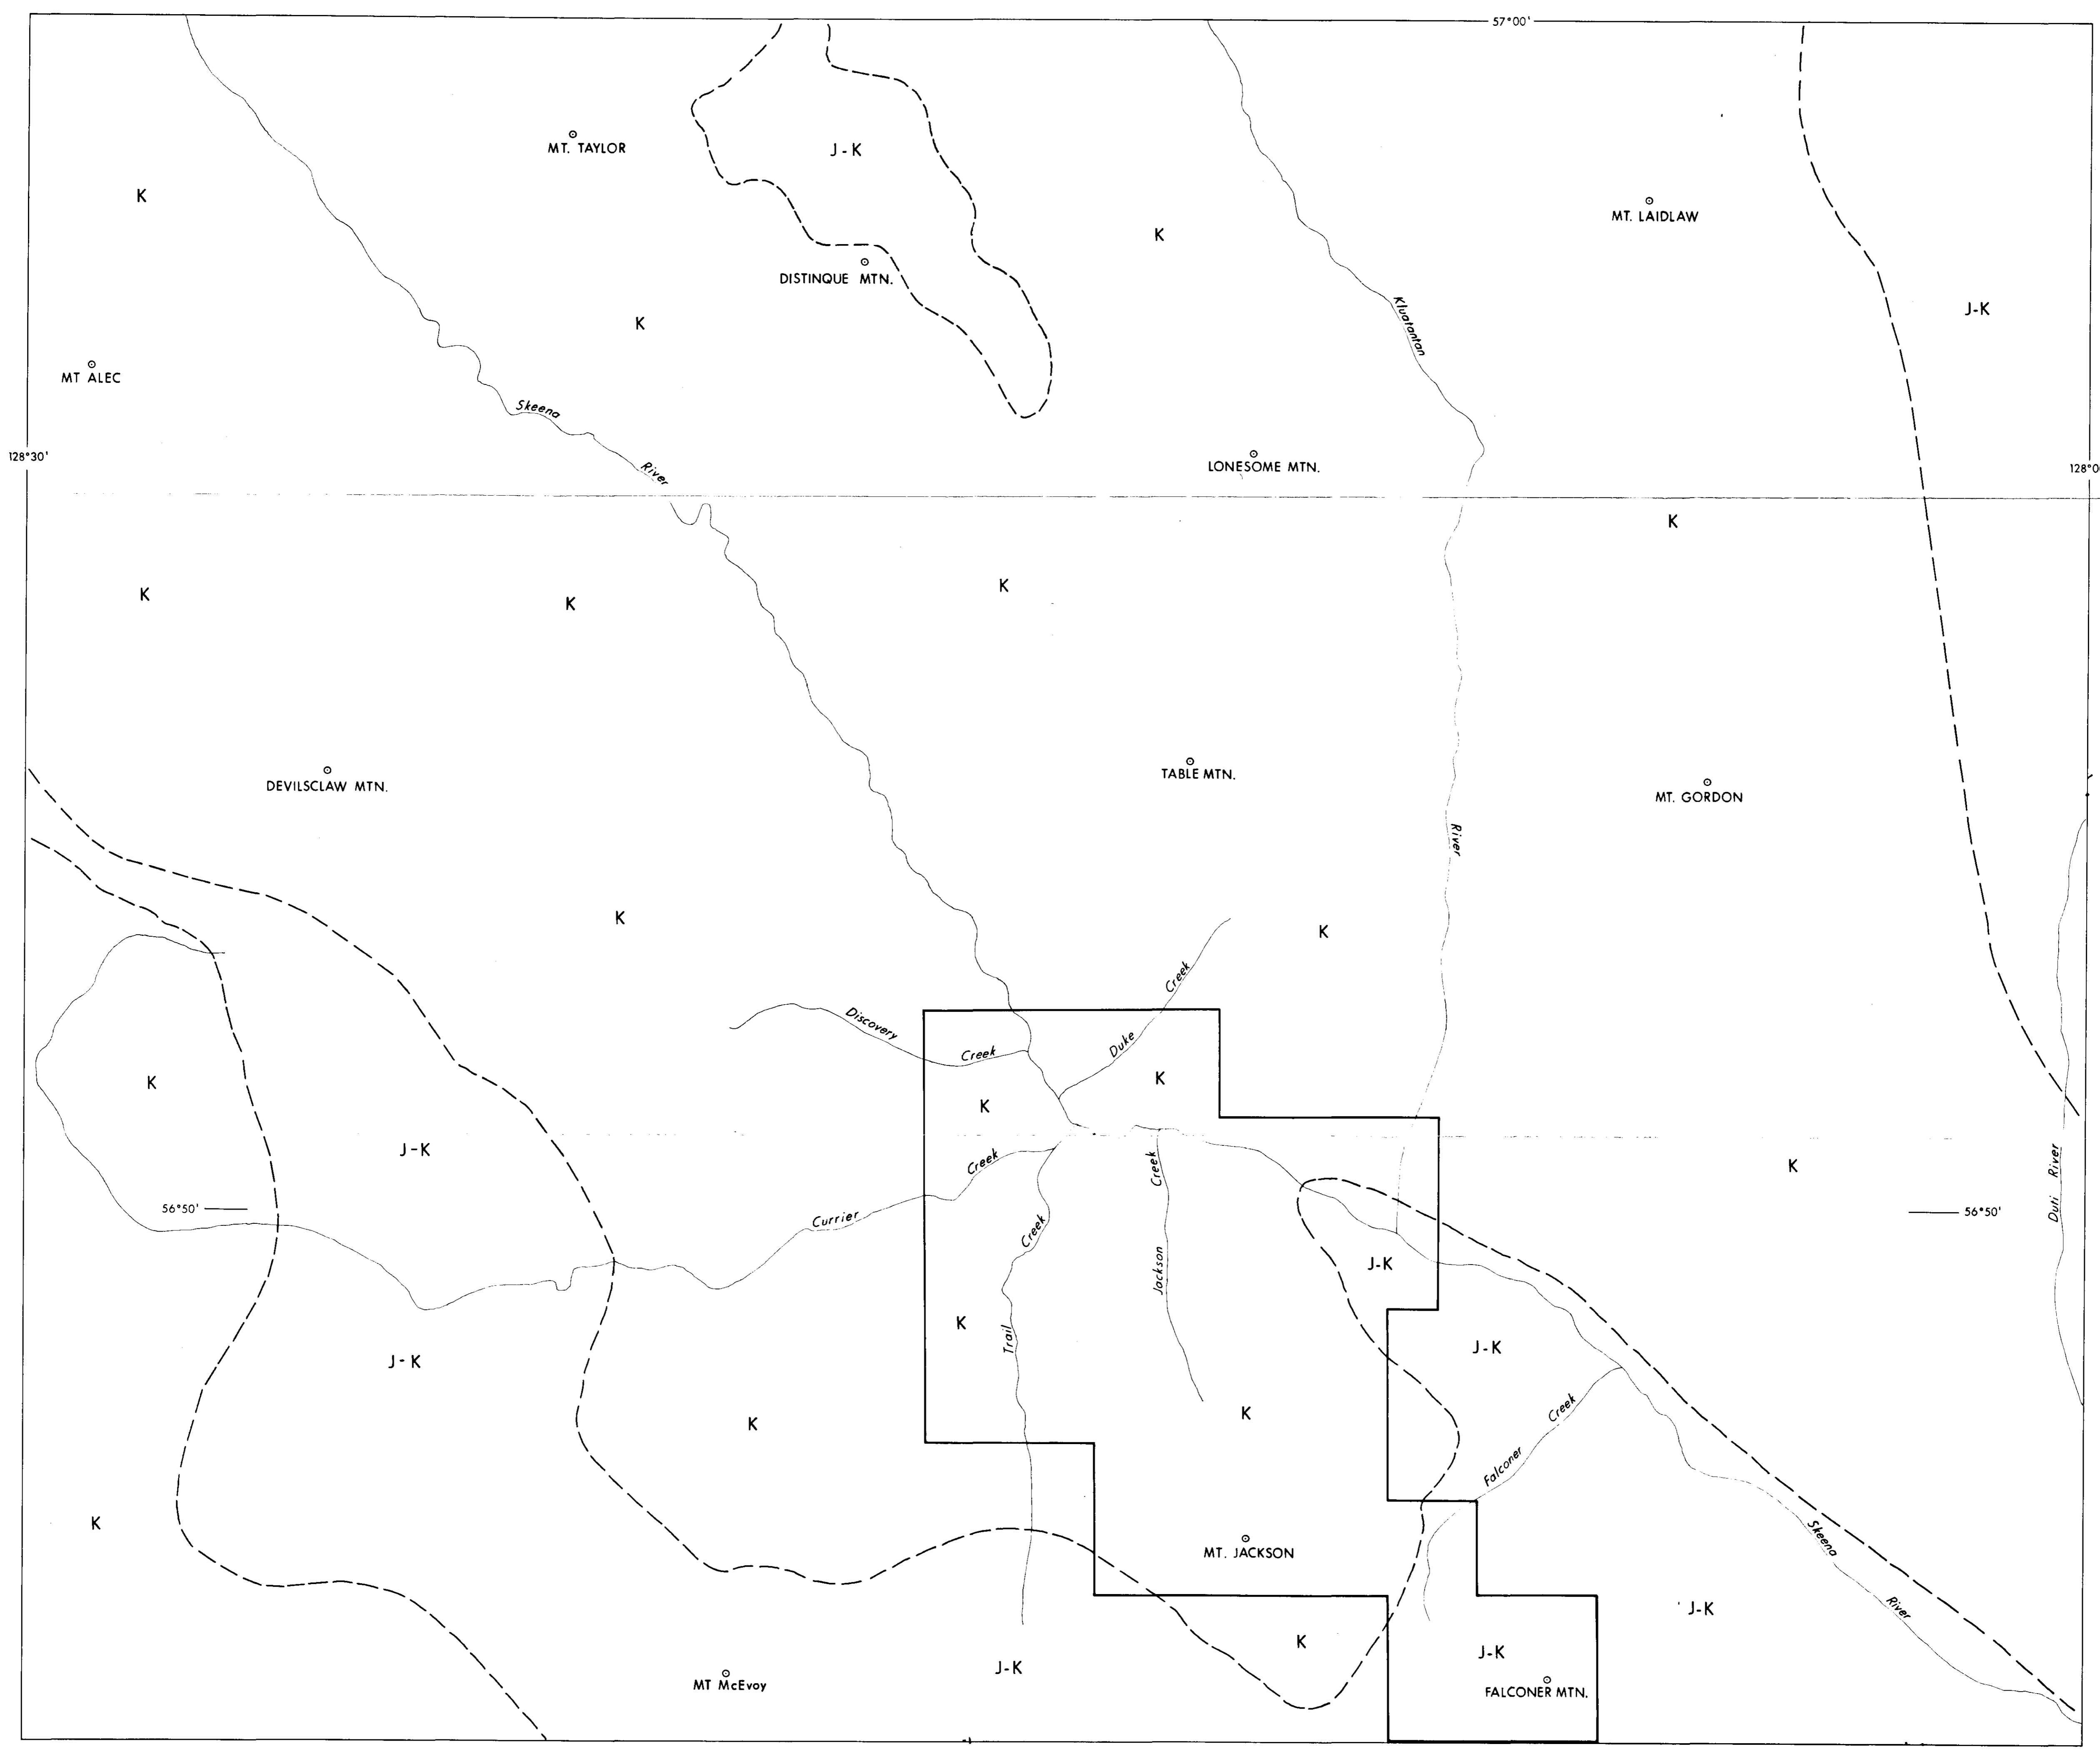 57°00'
MT. TAYLOR
J-K
K
MT. LAIDLAW
K
DISTINQUE MTN.
K
J-K
Kluatantan
MT ALEC
Skeena
128°30'
River
LONESOME MTN.
128°0
K
K
K
K
DEVILSCLAW MTN.
TABLE MTN.
MT. GORDON
River
K
K
Creek
Discovery
Creek
Duke
K
K
K
J-K
Creek
Creek
K
Duti River
56°50'
Currier
Creek
56°50'
J-K
Jackson
K
Trail
J-K
J-K
K
K
Creek
Falconer
K
MT. JACKSON
Skeena
River
J-K
K
J-K
J-K
MT McEvoy
FALCONER MTN.